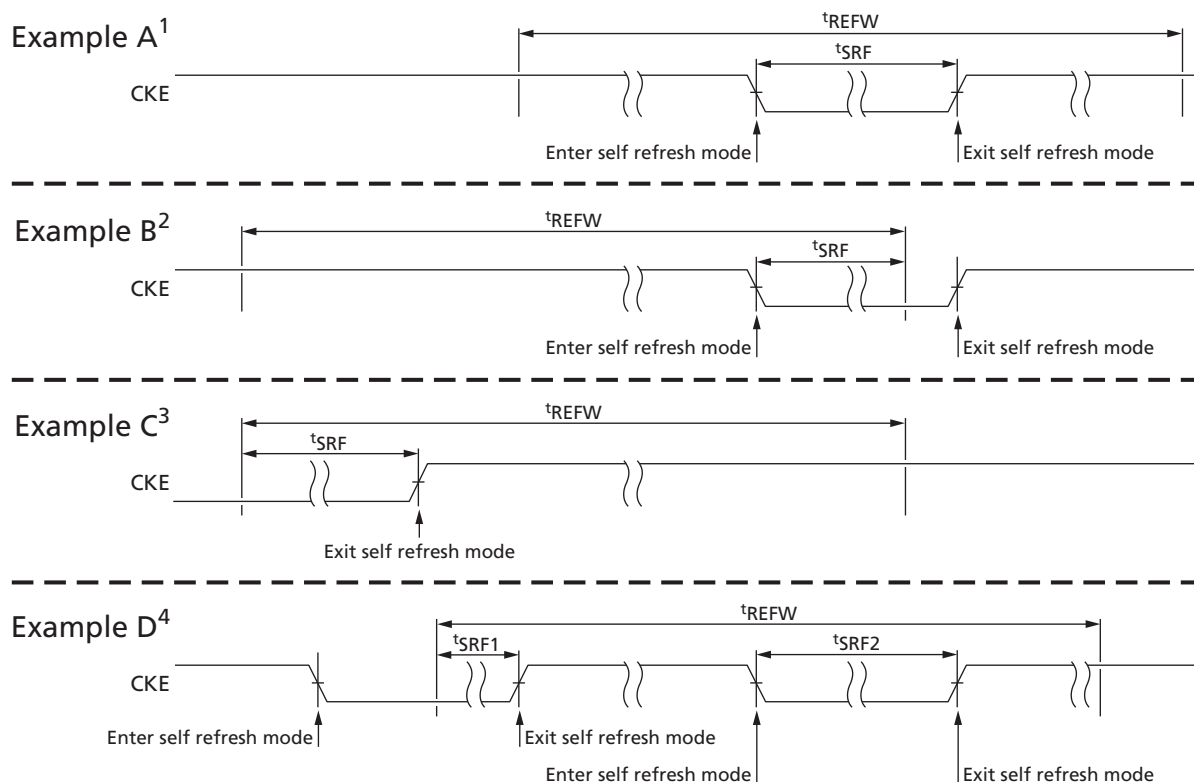 Example A¹
ᵗREFW
ᵗSRF
CKE
Enter self refresh mode
Exit self refresh mode
Example B²
ᵗREFW
ᵗSRF
CKE
Enter self refresh mode
Exit self refresh mode
Example C³
ᵗREFW
ᵗSRF
CKE
Exit self refresh mode
Example D⁴
ᵗREFW
ᵗSRF1
ᵗSRF2
CKE
Enter self refresh mode
Exit self refresh mode
Enter self refresh mode
Exit self refresh mode